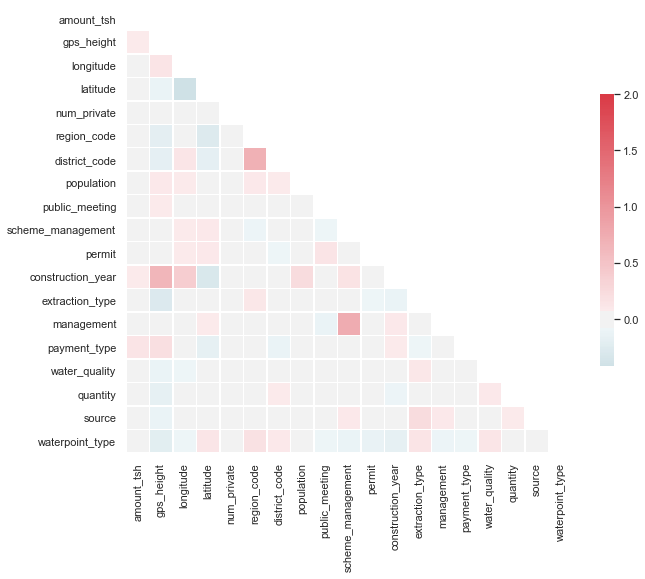 amount_tsh
gps_height
longitude
latitude
num_private
region_code
district_code
population
public_meeting
scheme_management
permit
construction_year
extraction_type
management
payment_type
water_quality
quantity
source
waterpoint_type
amount_tsh
gps_height
longitude
latitude
num_private
region_code
district_code
population
public_meeting
scheme_management
permit
construction_year
extraction_type
management
payment_type
water_quality
quantity
source
waterpoint_type
2.0
1.5
1.0
0.5
0.0